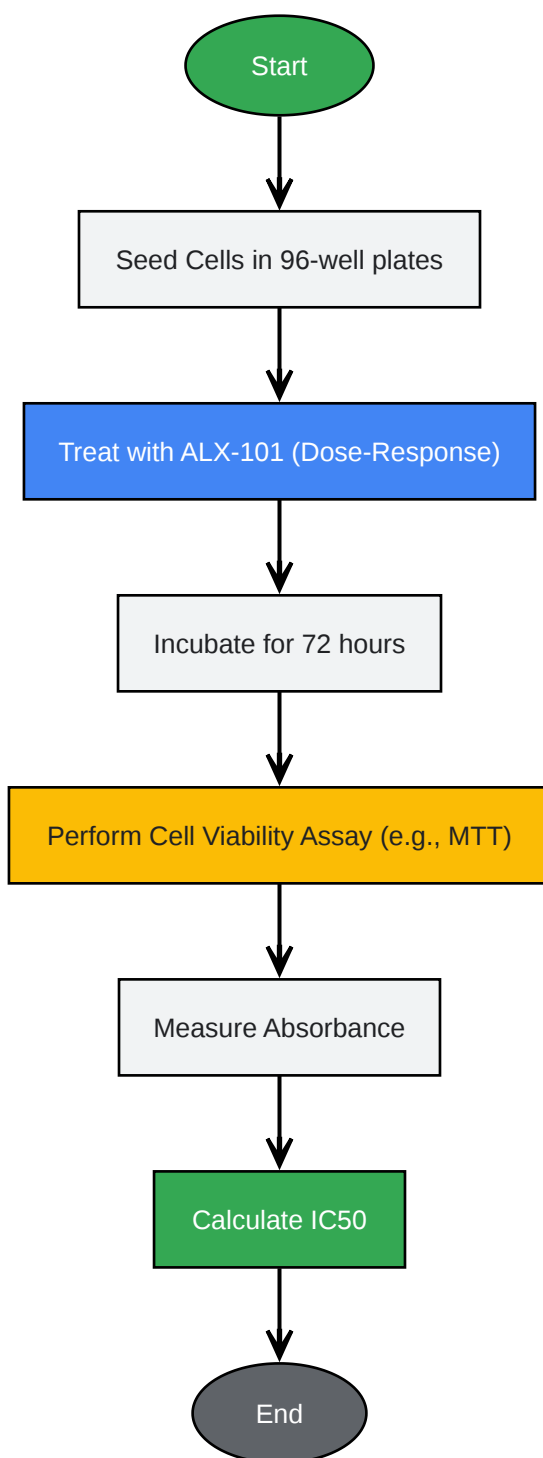 Start
Seed Cells in 96-well plates
Treat with ALX-101 (Dose-Response)
Incubate for 72 hours
Perform Cell Viability Assay (e.g., MTT)
Measure Absorbance
Calculate IC50
End